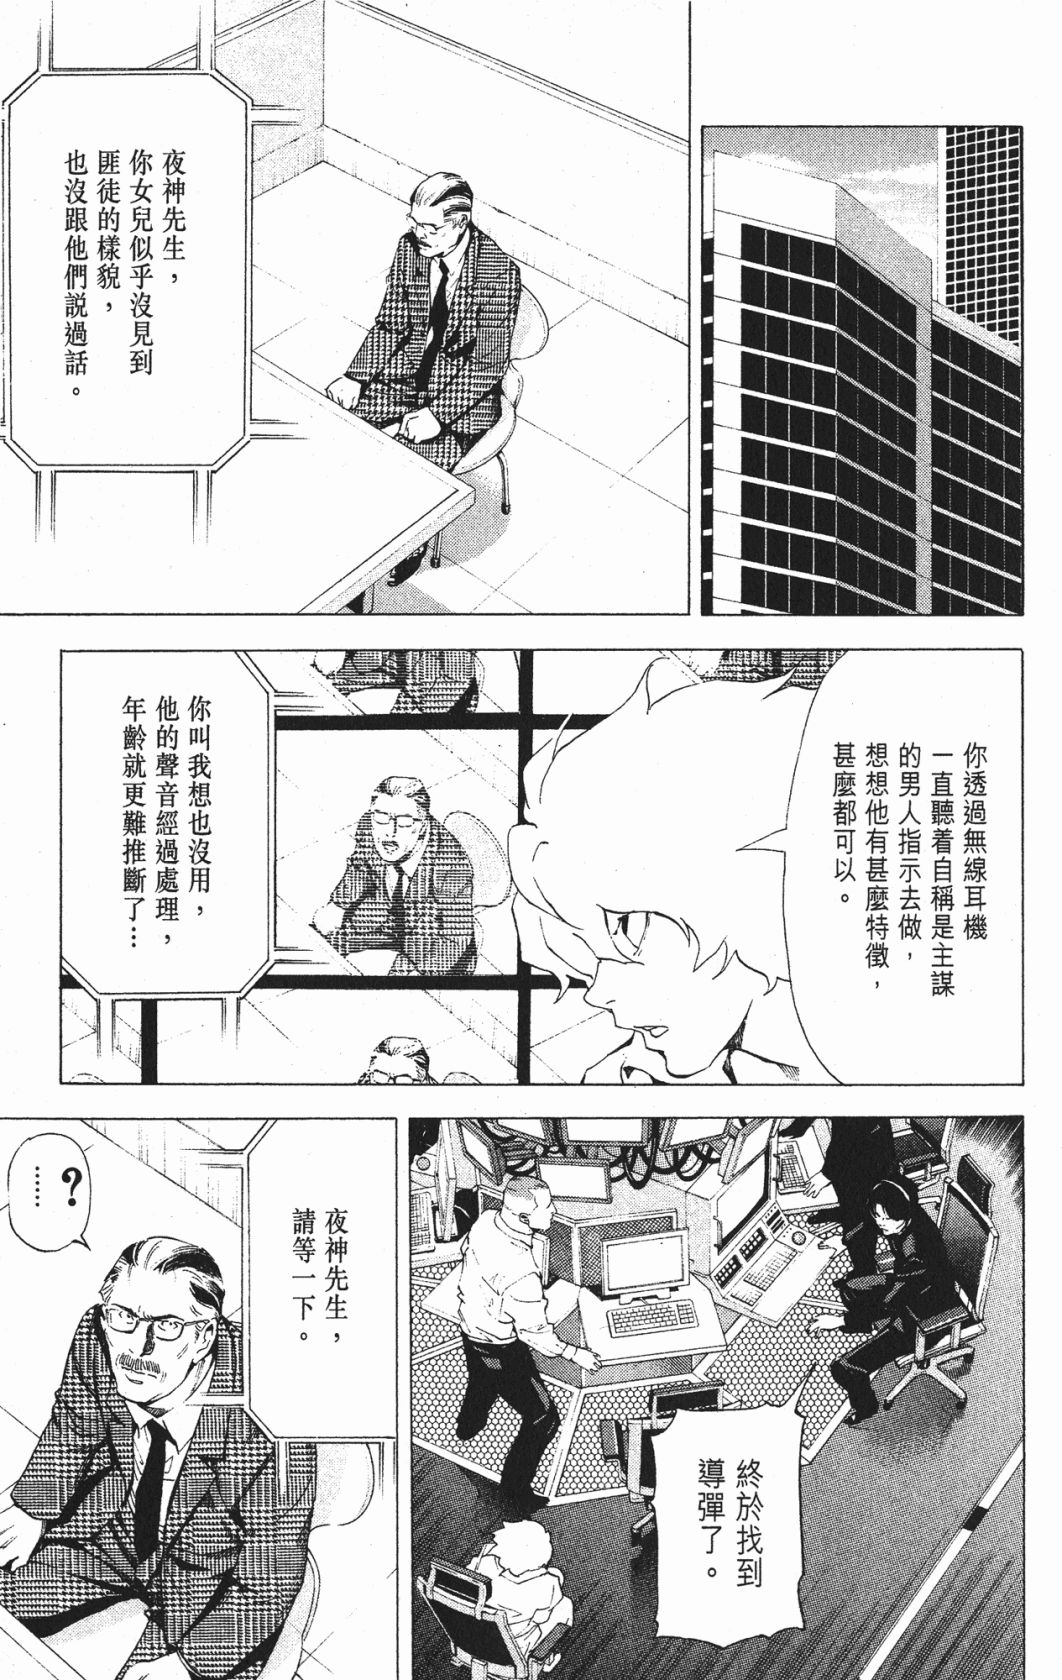 夜神先生，
你女兒似乎沒見到
匪徒的樣貌，
也沒跟他們説過話。
你透過無線耳機
一直聽着自稱是主謀
的男人指示去做，
想想他有甚麼特徵，
甚麼都可以。
你叫我想也沒用，
他的聲音經過處理，
年齡就更難推斷了…
終於找到
導彈了。
夜神先生，
請等一下。
？
……